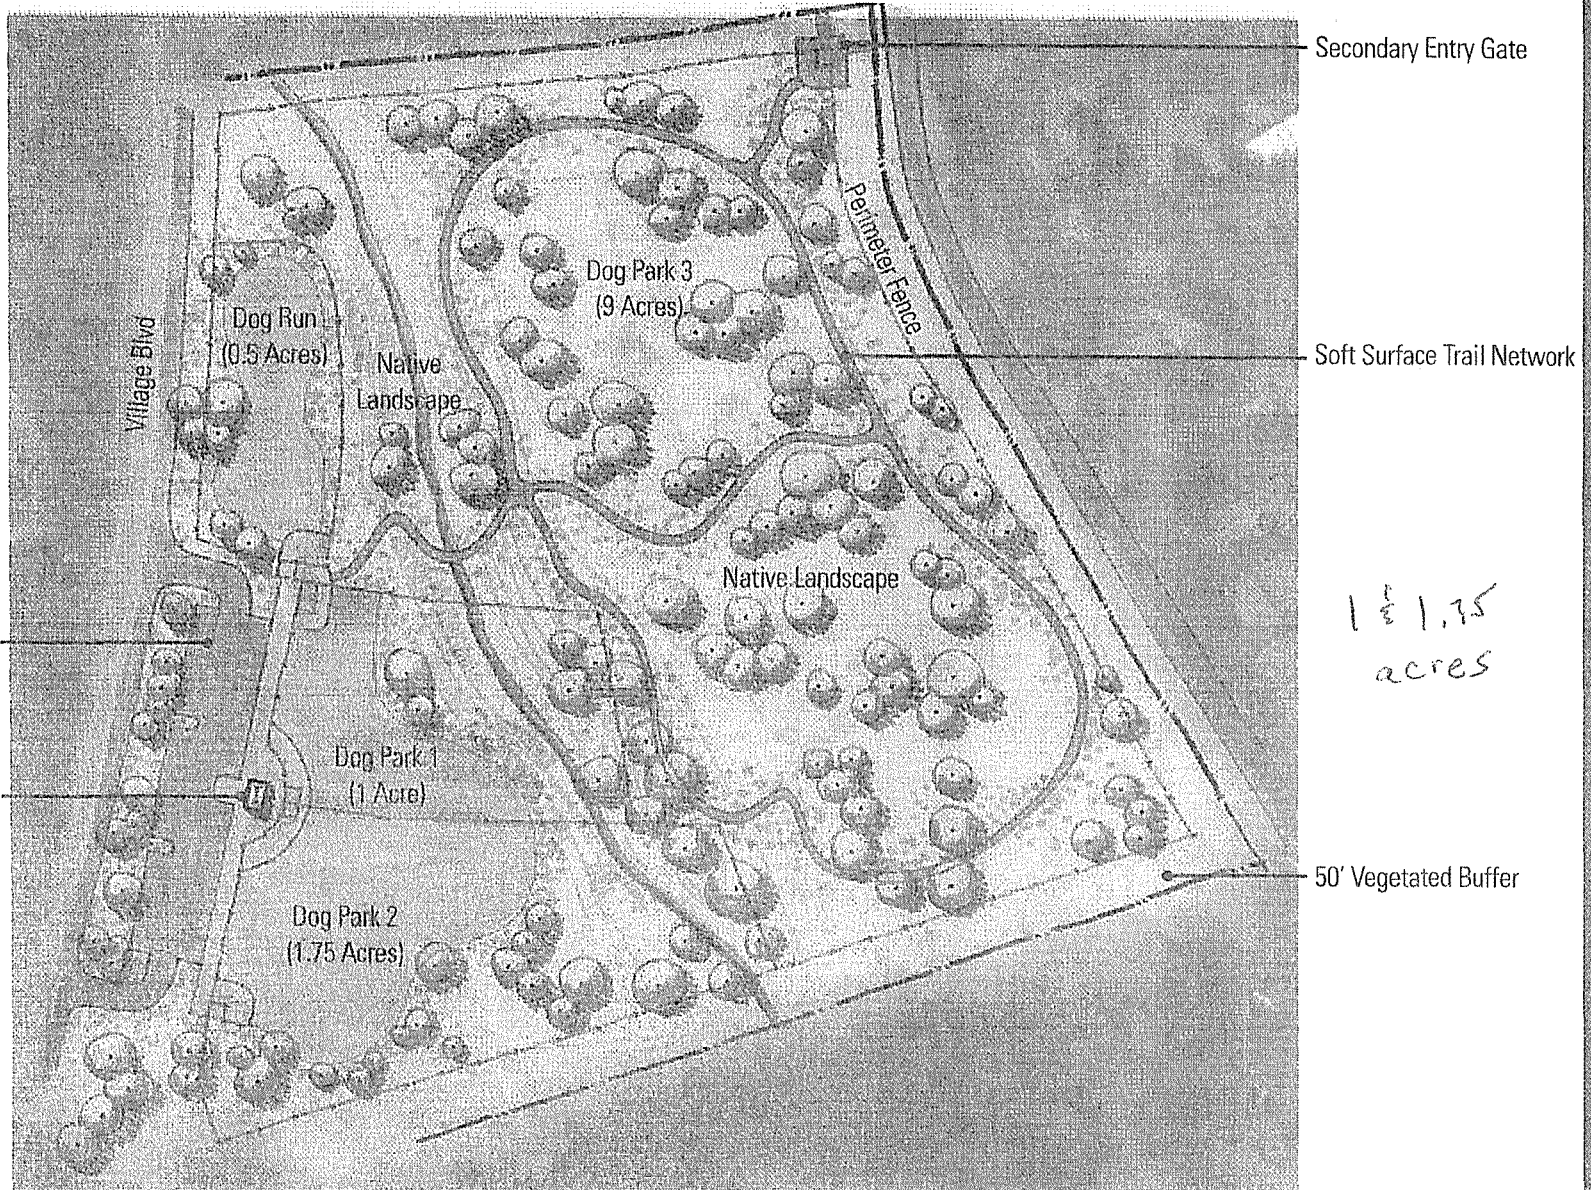 Secondary Entry Gate
Perimeter Fence
Dog Park 3
(9 Acres)
Dog Run
(0.5 Acres)
Village Blvd
Native
Landscape
Soft Surface Trail Network
Native Landscape
1 & 1.75
acres
Dog Park 1
(1 Acre)
50' Vegetated Buffer
Dog Park 2
(1.75 Acres)